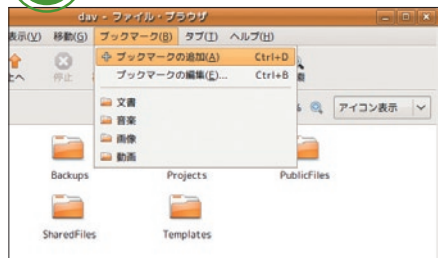 dav - ファイル・ブラウザ
表示(V) 移動(G) ブックマーク(B) タブ(T) ヘルプ(H)
ブックマークの追加(A) Ctrl+D
ブックマークの編集(E)... Ctrl+B
停止
文書
音楽
画像
動画
アイコン表示
Backups Projects PublicFiles
SharedFiles Templates